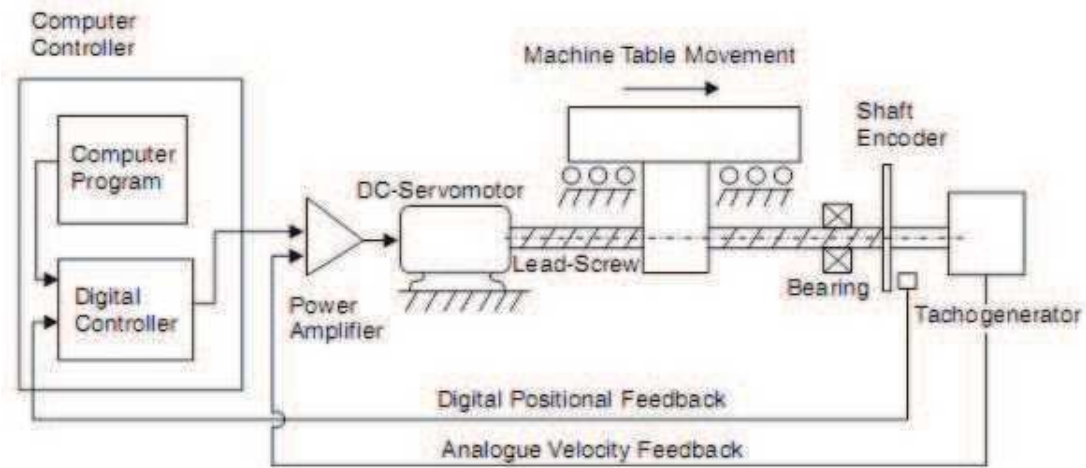 Computer
Controller
Machine Table Movement
Shaft
Encoder
Computer
Program
DC-Servomotor
Lead-Screw
Bearing
Digital
Controller
Power
Amplifier
Tachogenerator
Digital Positional Feedback
Analogue Velocity Feedback